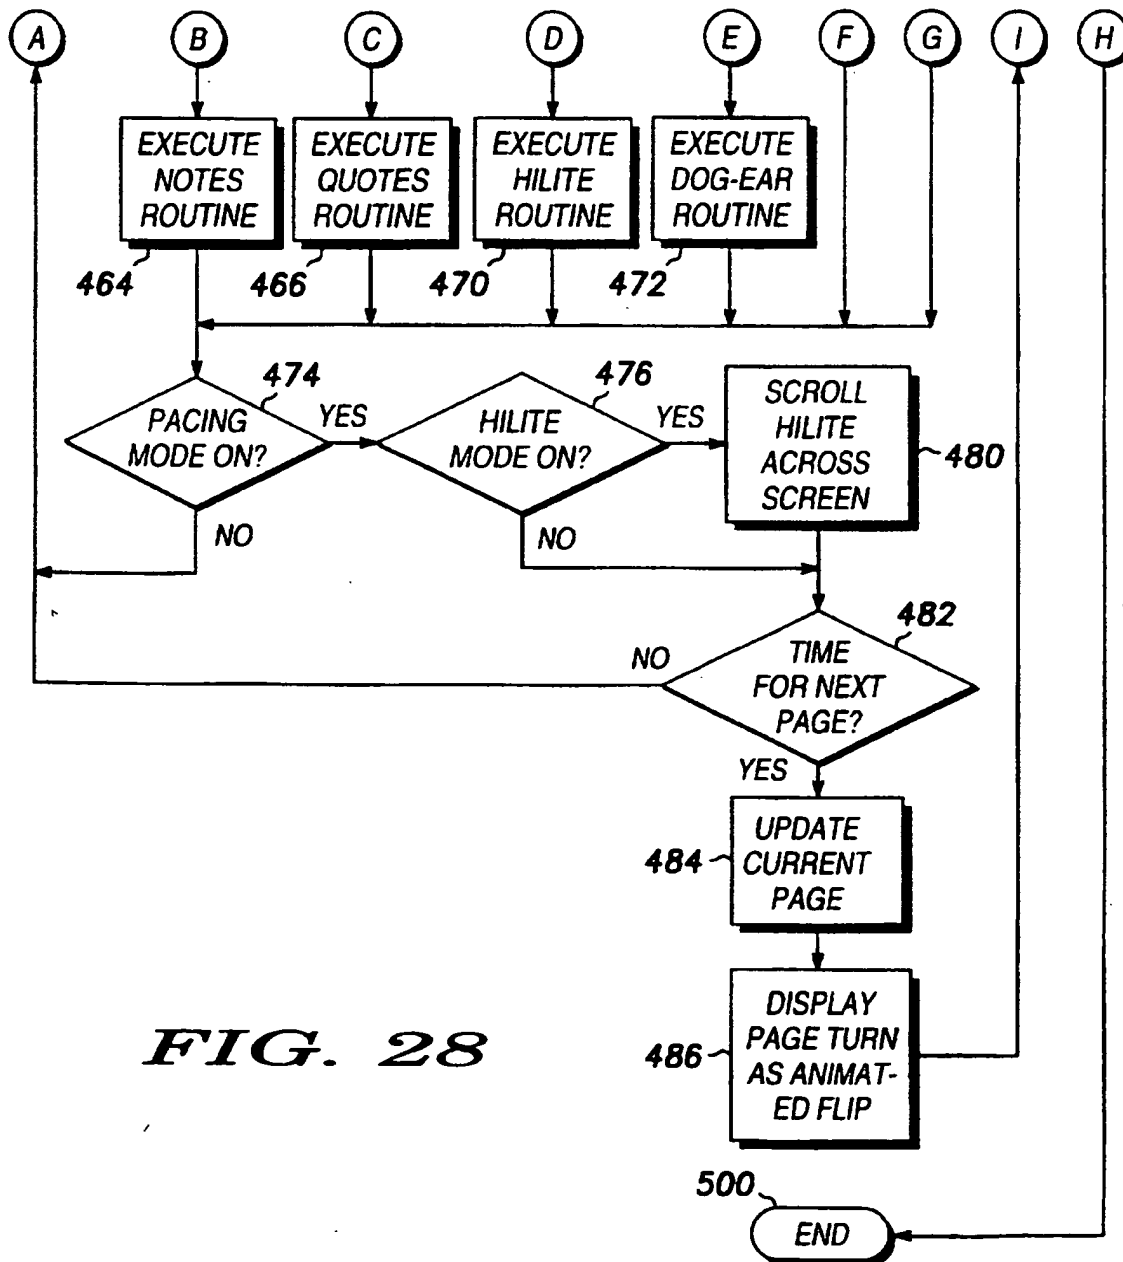 A B C D E F G I H
EXECUTE
NOTES
ROUTINE
464
EXECUTE
QUOTES
ROUTINE
466
EXECUTE
HILITE
ROUTINE
470
EXECUTE
DOG-EAR
ROUTINE
472
PACING
MODE ON?
474
YES
NO
HILITE
MODE ON?
476
YES
NO
SCROLL
HILITE
ACROSS
SCREEN
480
TIME
FOR NEXT
PAGE?
482
NO
YES
UPDATE
CURRENT
PAGE
484
DISPLAY
PAGE TURN
AS ANIMAT-
ED FLIP
486
FIG. 28
500
END